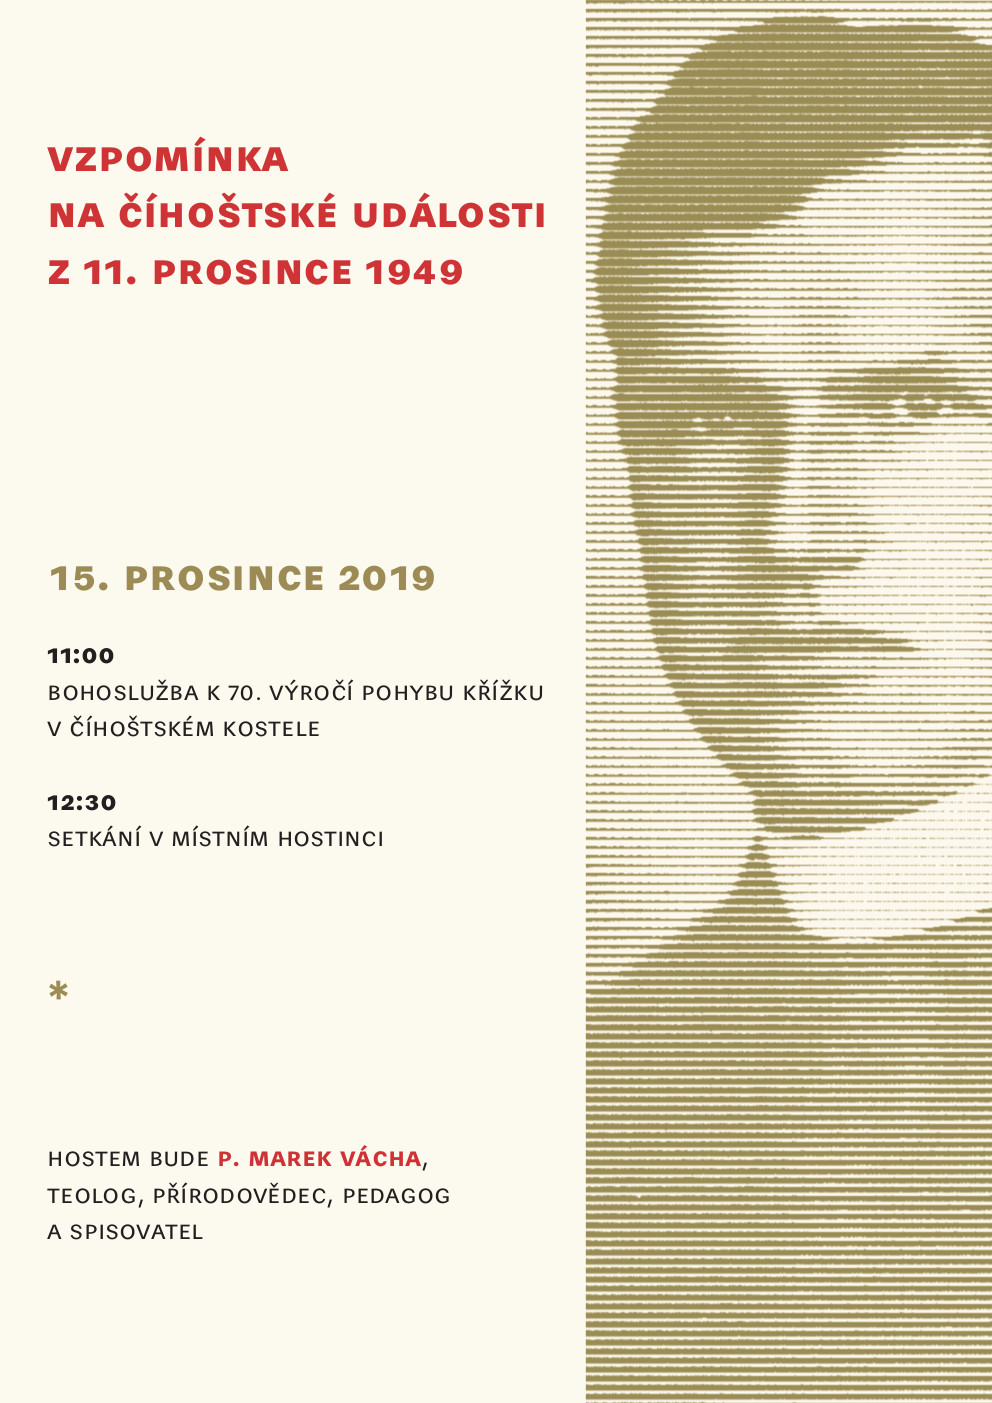 VZPOMÍNKA
NA ČÍHOŠTSKÉ UDÁLOSTI
Z 11. PROSINCE 1949
15. PROSINCE 2019
11:00
BOHOSLUŽBA K 70. VÝROČÍ POHYBU KŘÍŽKU
V ČÍHOŠTSKÉM KOSTELE
12:30
SETKÁNÍ V MÍSTNÍM HOSTINCI
*
HOSTEM BUDE P. MAREK VÁCHA,
TEOLOG, PŘÍRODOVĚDEC, PEDAGOG
A SPISOVATEL